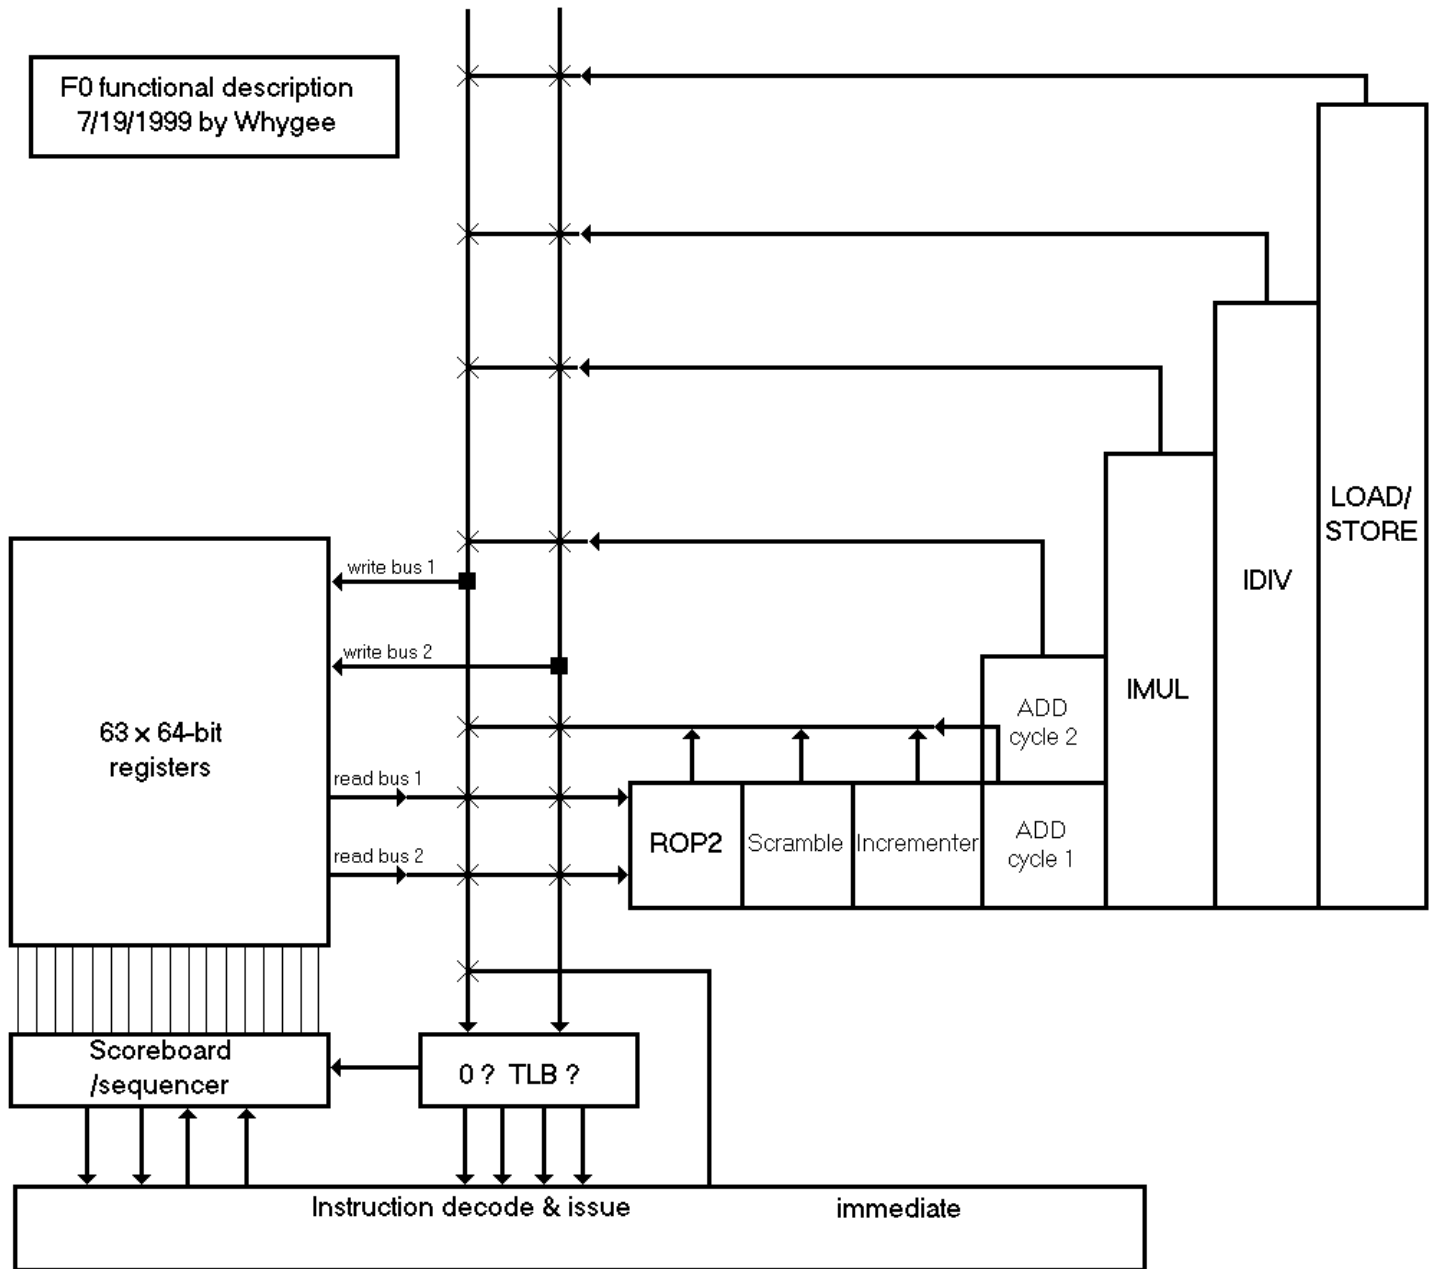 F0 functional description
7/19/1999 by Whygee
LOAD/
STORE
IDIV
write bus 1
write bus 2
IMUL
ADD
cycle 2
63 x 64-bit
registers
read bus 1
read bus 2
ROP2
Scramble
Incrementer
ADD
cycle 1
Scoreboard
/sequencer
0 ? TLB ?
Instruction decode & issue
immediate